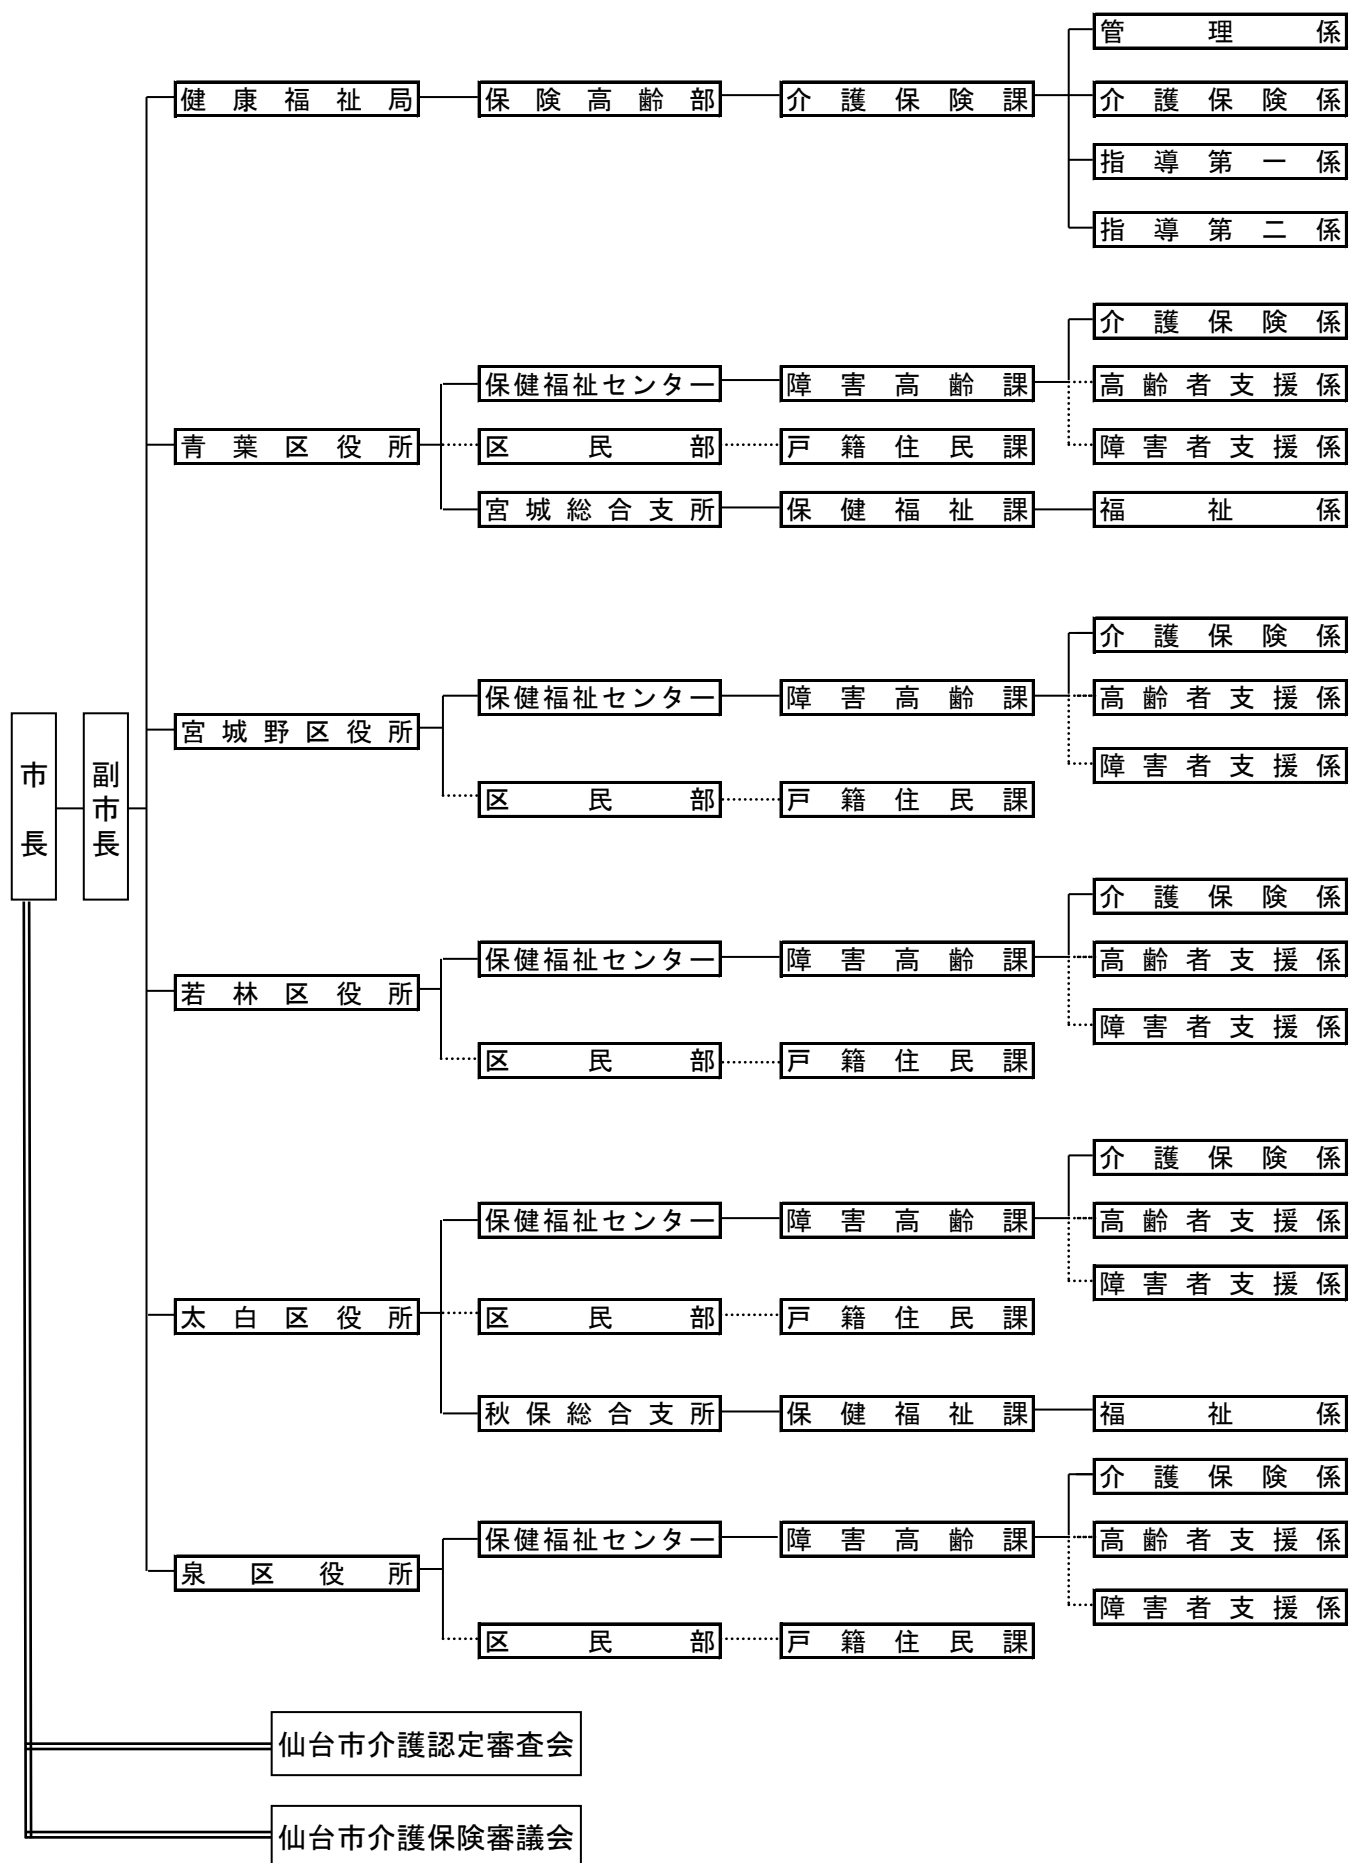 管理係
健康福祉局 保険高齢部 介護保険課 介護保険係
指導第一係
指導第二係
介護保険係
保健福祉センター 障害高齢課 高齢者支援係
青葉区役所 区民部 戸籍住民課 障害者支援係
宮城総合支所 保健福祉課 福祉係
介護保険係
保健福祉センター 障害高齢課 高齢者支援係
宮城野区役所
障害者支援係
区民部 戸籍住民課
市長
副市長
介護保険係
保健福祉センター 障害高齢課 高齢者支援係
若林区役所
障害者支援係
区民部 戸籍住民課
介護保険係
保健福祉センター 障害高齢課 高齢者支援係
障害者支援係
太白区役所 区民部 戸籍住民課
秋保総合支所 保健福祉課 福祉係
介護保険係
保健福祉センター 障害高齢課 高齢者支援係
泉区役所
障害者支援係
区民部 戸籍住民課
仙台市介護認定審査会
仙台市介護保険審議会